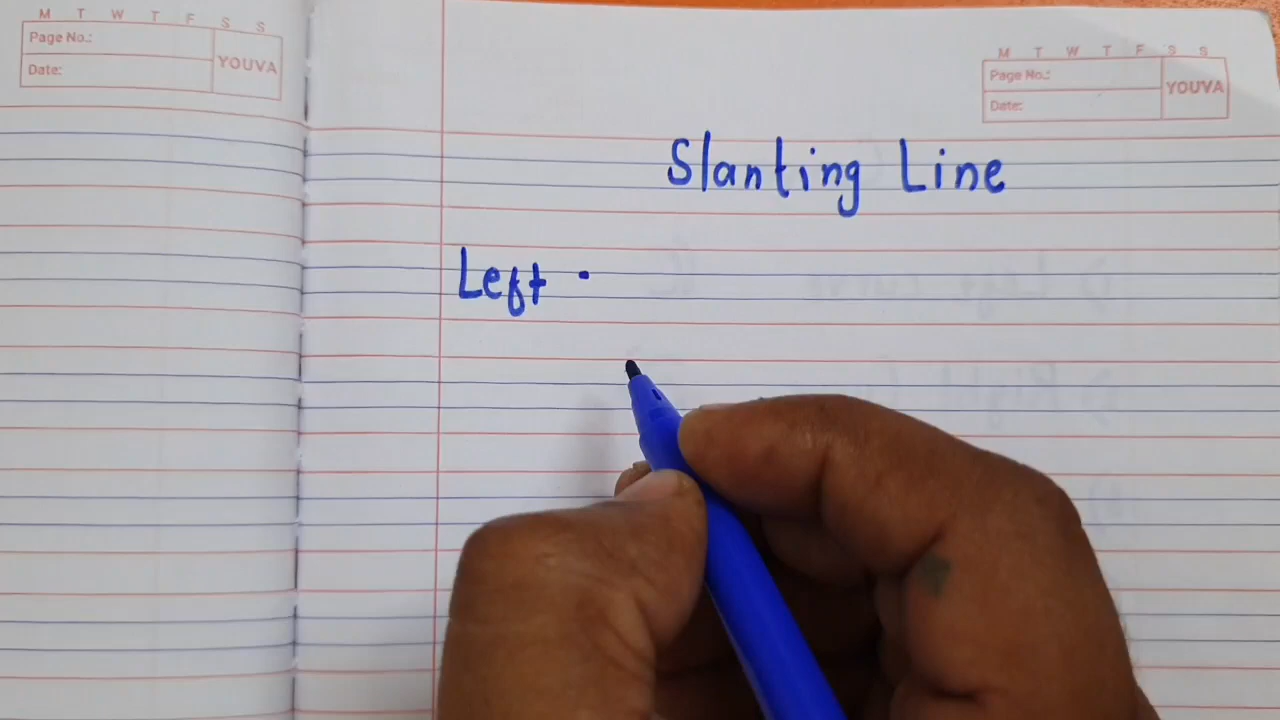 M T W T F S S
Page No.:
Date:
YOUVA
M T W T F S S
Page No.:
Date:
YOUVA
Slanting Line
Left ·